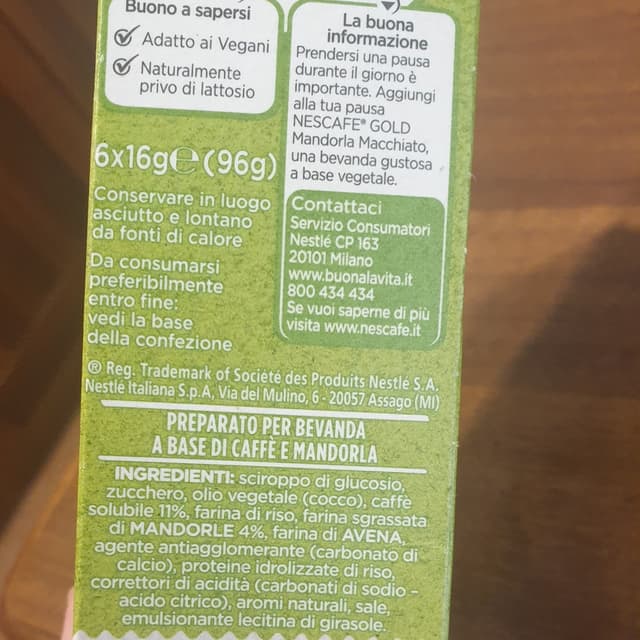 Buono a sapersi
Adatto ai Vegani
Naturalmente
privo di lattosio
La buona
informazione
Prendersi una pausa
durante il giorno è
importante. Aggiungi
alla tua pausa
NESCAFE® GOLD
Mandorla Macchiato,
una bevanda gustosa
a base vegetale.
6x16g℮(96g)
Conservare in luogo
asciutto e lontano
da fonti di calore
Da consumarsi
preferibilmente
entro fine:
vedi la base
della confezione
Contattaci
Servizio Consumatori
Nestlé CP 163
20101 Milano
www.buonalavita.it
800 434 434
Se vuoi saperne di più
visita www.nescafe.it
® Reg. Trademark of Société des Produits Nestlé S.A.
Nestlé Italiana S.p.A, Via del Mulino, 6 - 20057 Assago (MI)
PREPARATO PER BEVANDA
A BASE DI CAFFÈ E MANDORLA
INGREDIENTI: sciroppo di glucosio,
zucchero, olio vegetale (cocco), caffè
solubile 11%, farina di riso, farina sgrassata
di MANDORLE 4%, farina di AVENA,
agente antiagglomerante (carbonato di
calcio), proteine idrolizzate di riso,
correttori di acidità (carbonati di sodio -
acido citrico), aromi naturali, sale,
emulsionante lecitina di girasole.